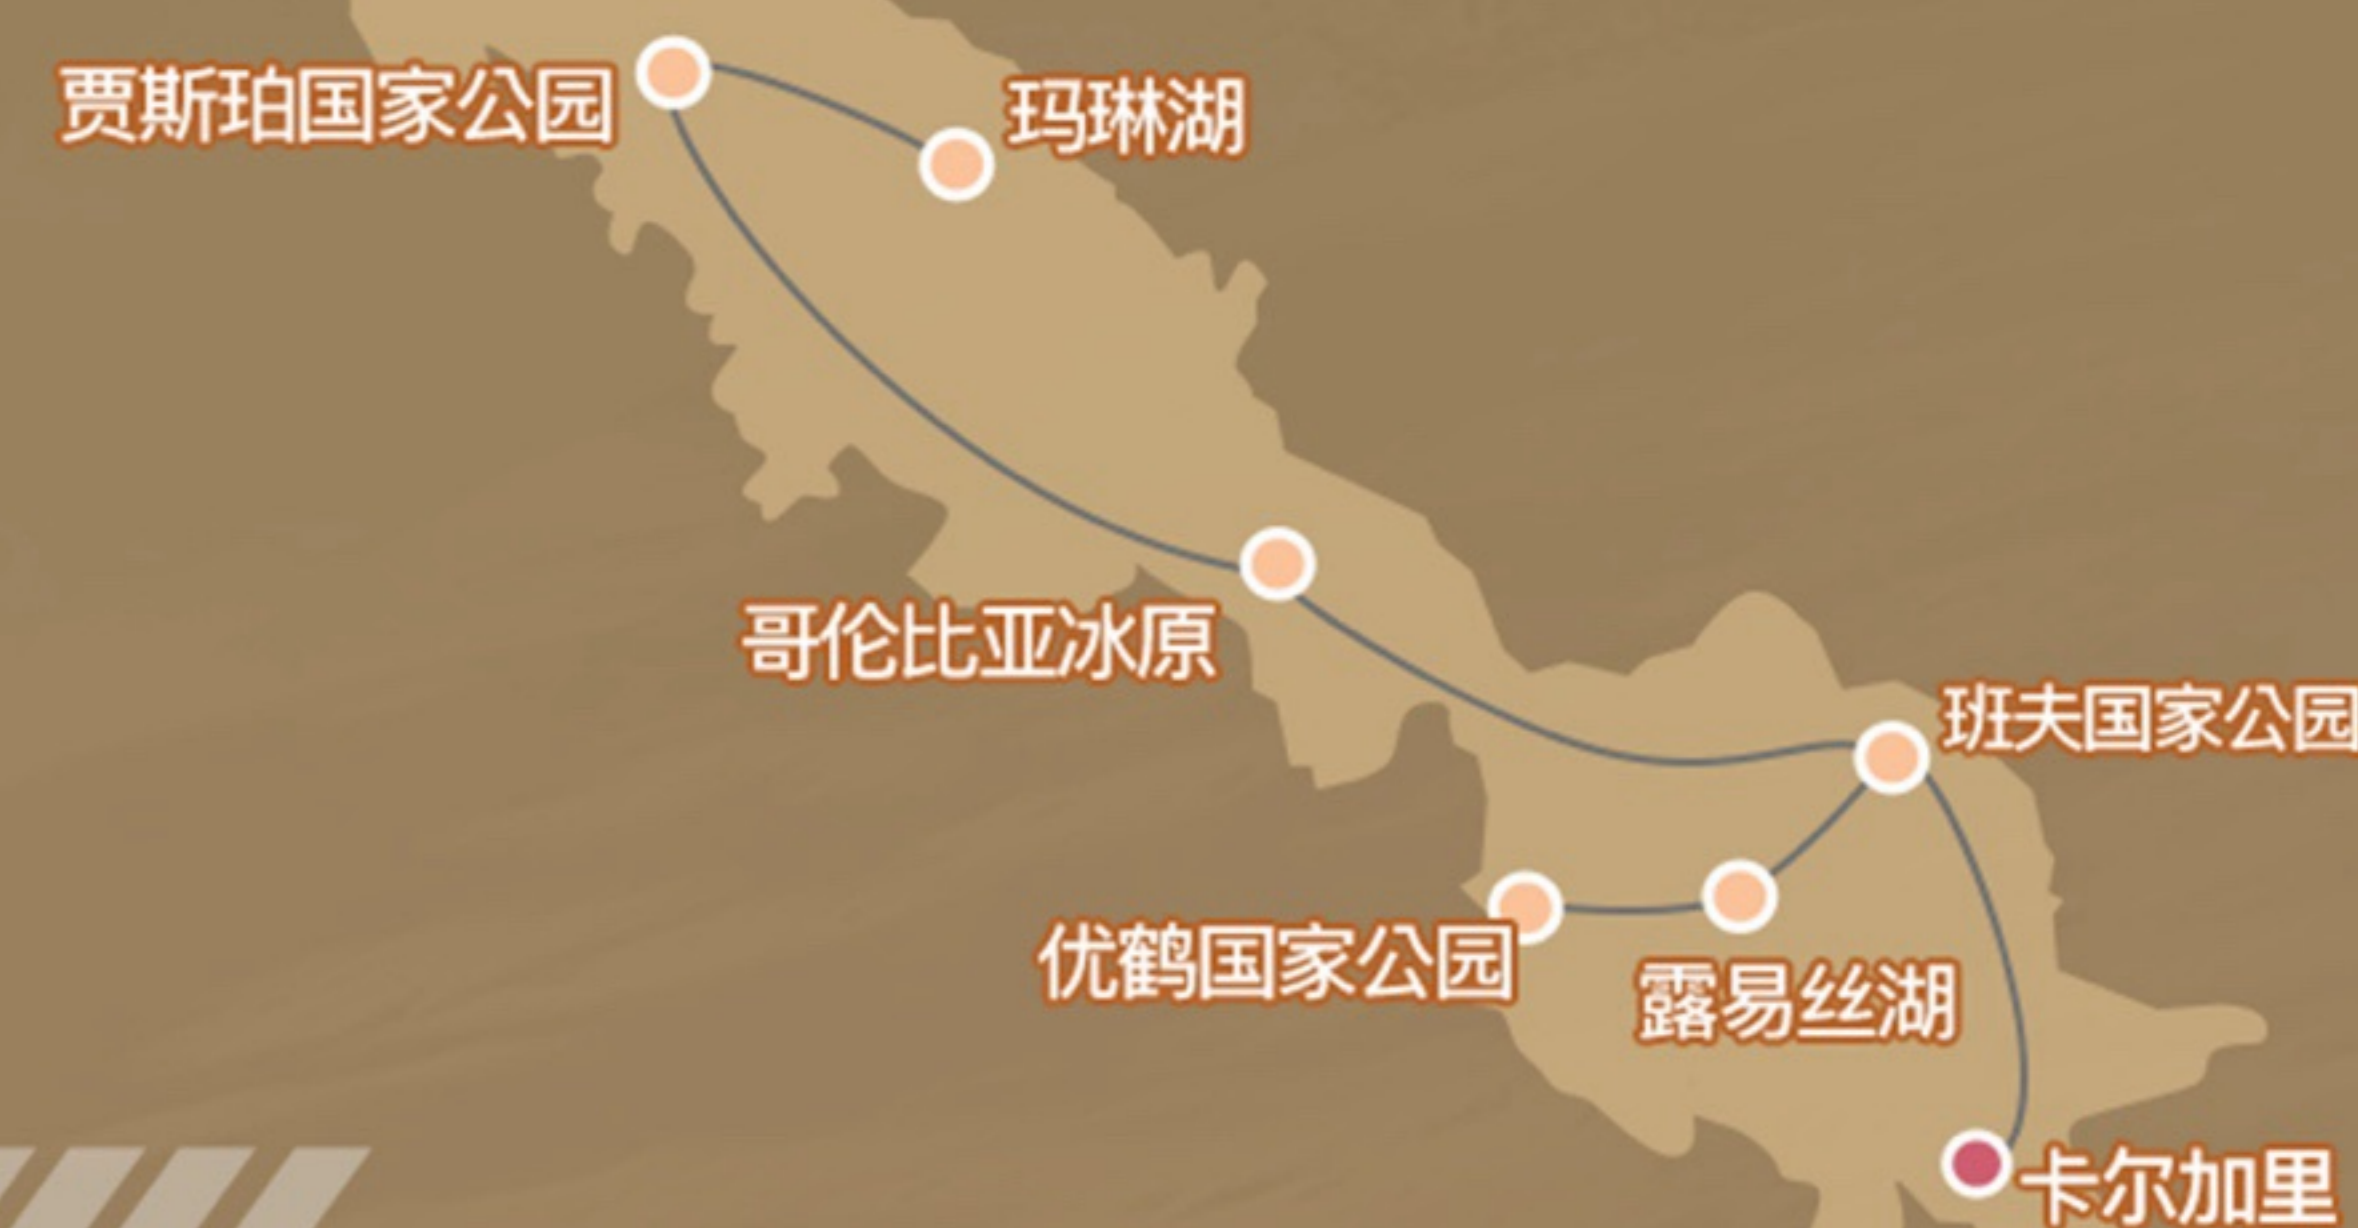 贾斯珀国家公园
玛琳湖
哥伦比亚冰原
班夫国家公园
优鹤国家公园
露易丝湖
卡尔加里